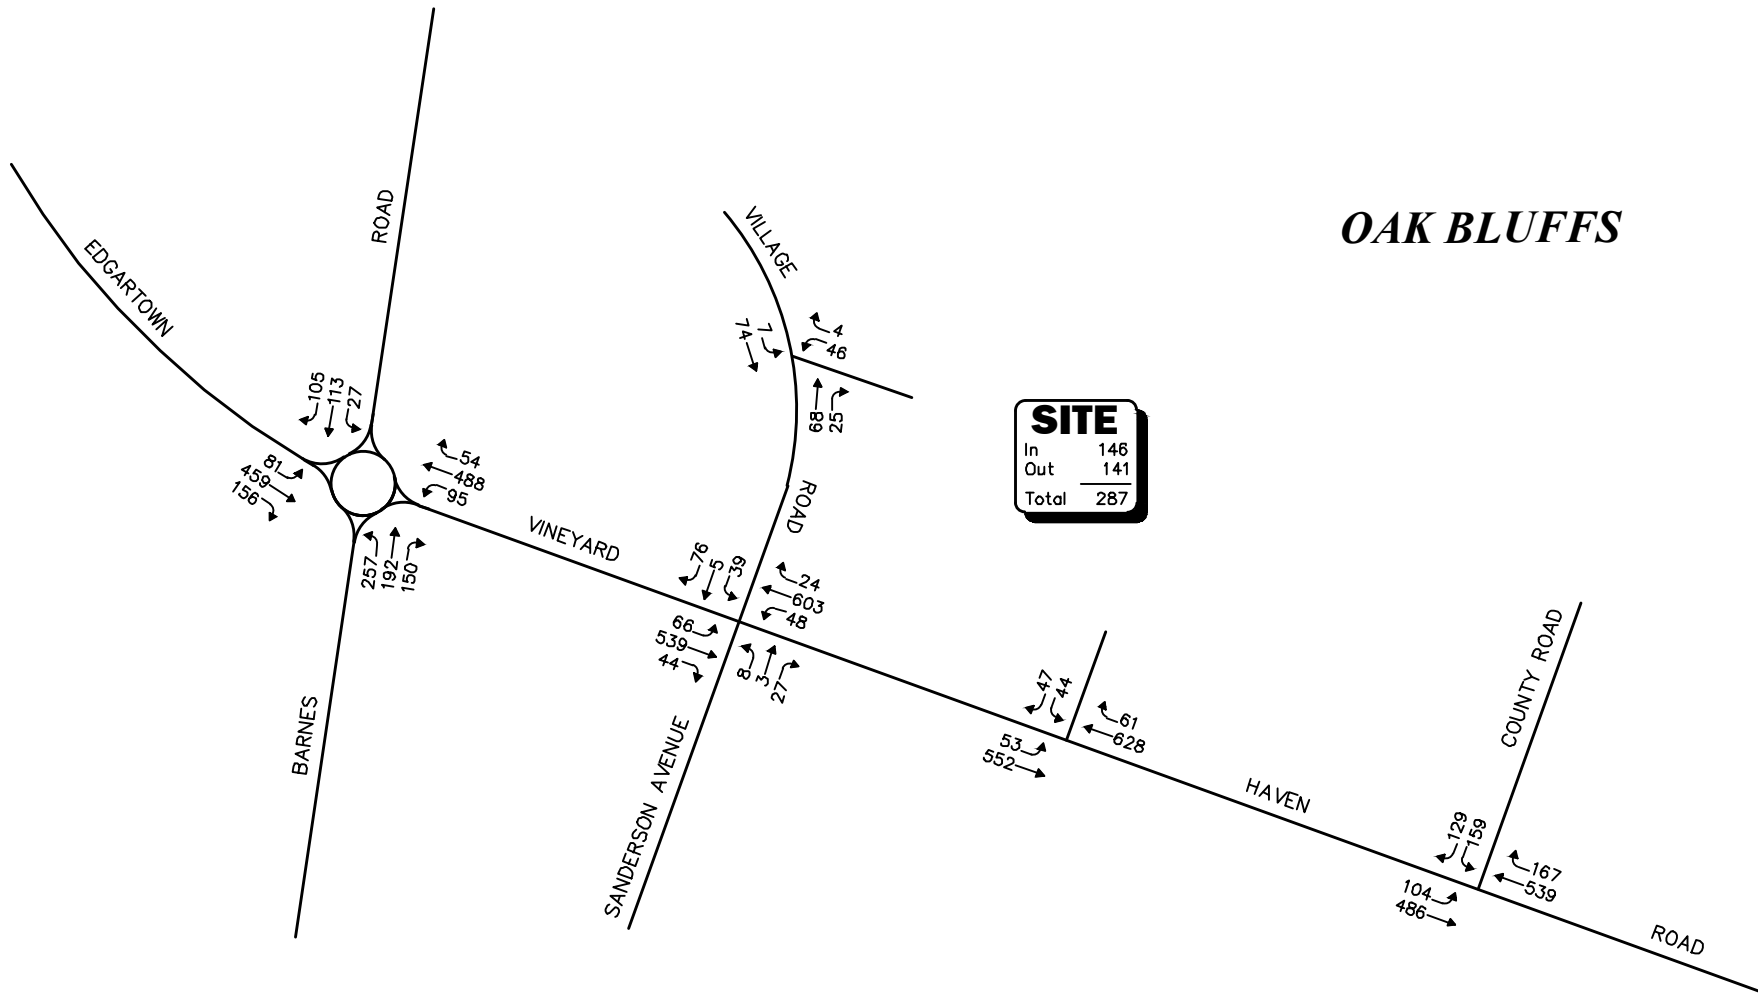 OAK BLUFFS
EDGARTOWN
ROAD
VILLAGE
74
7
4
46
68
25
SITE
In 146
Out 141
Total 287
105
113
27
81
459
156
54
488
95
257
192
150
VINEYARD
ROAD
76
5
39
24
603
48
66
539
44
8
3
27
BARNES
SANDERSON AVENUE
47
44
61
628
53
552
HAVEN
COUNTY ROAD
129
159
167
539
104
486
ROAD